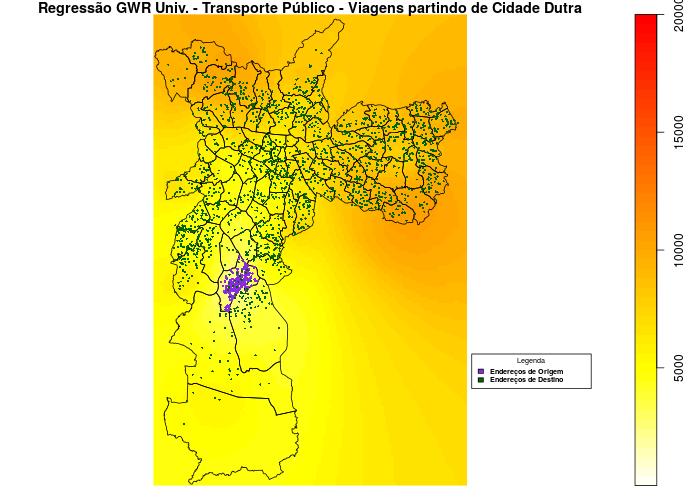 Regressão GWR Univ. - Transporte Público - Viagens partindo de Cidade Dutra
20000
15000
10000
5000
Legenda
Endereços de Origem
Endereços de Destino